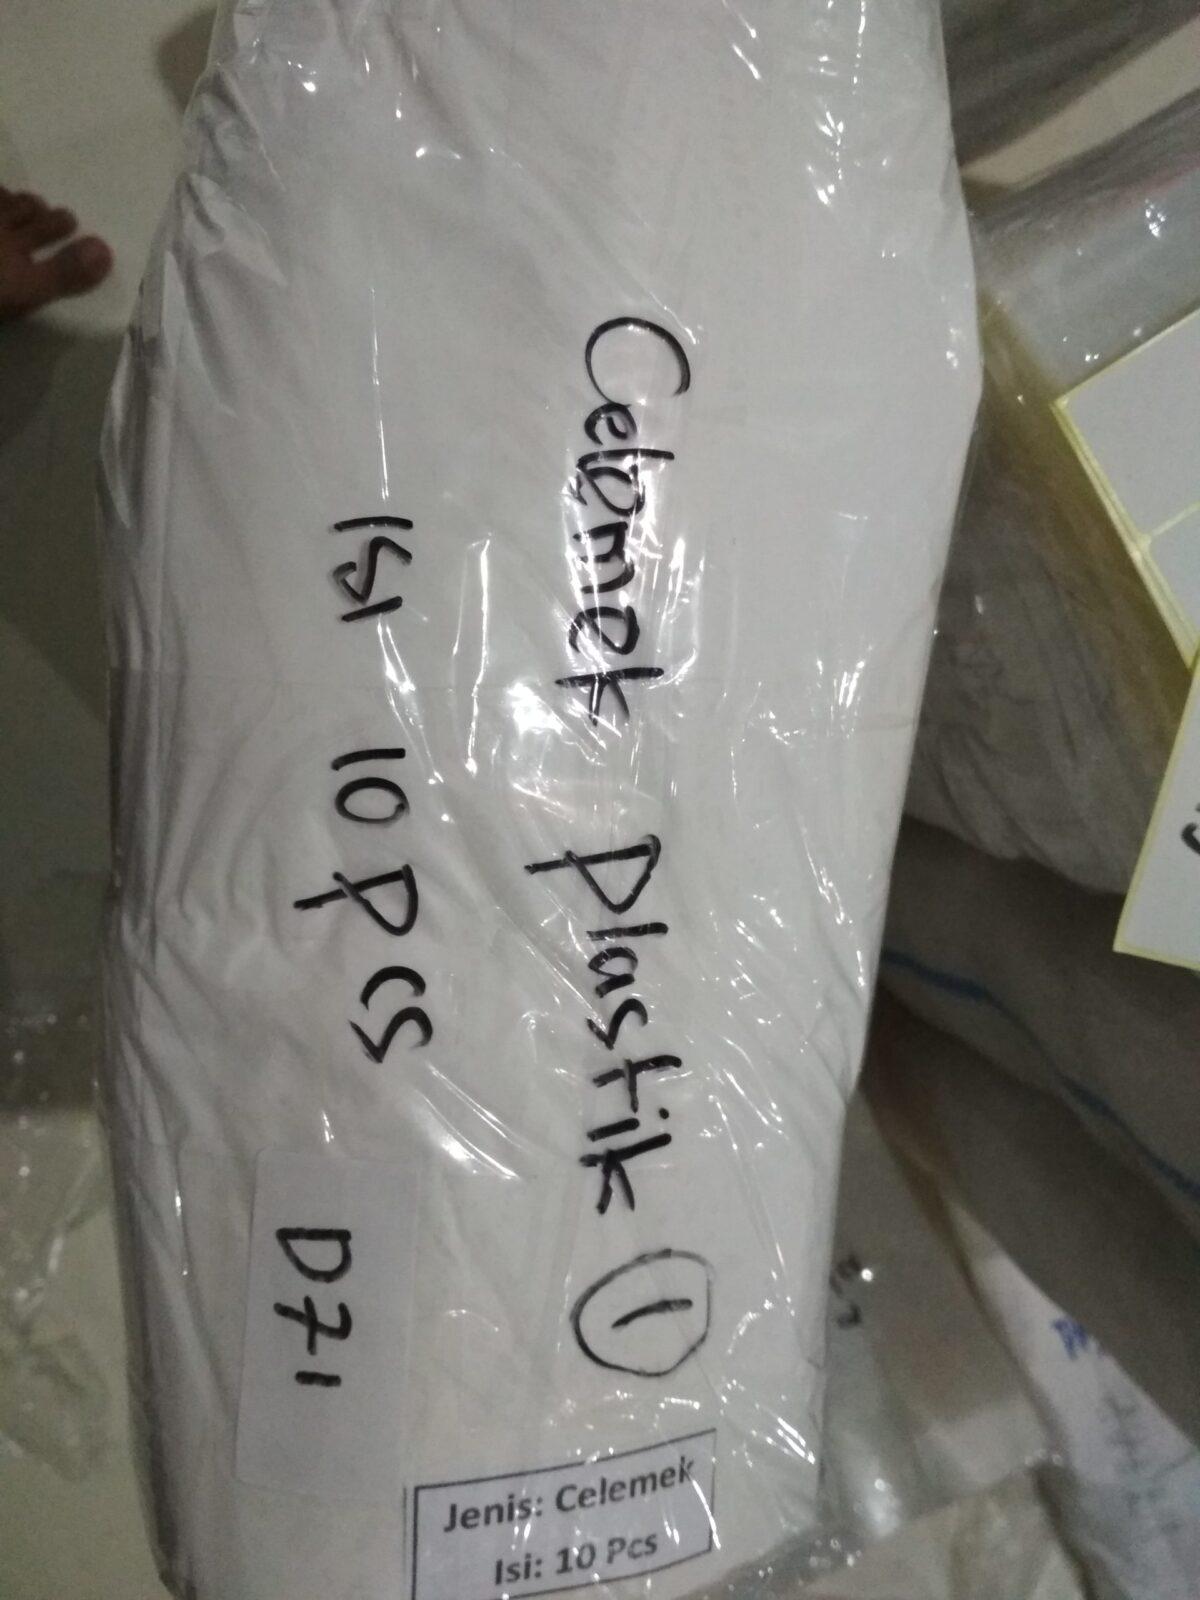 Celemek Plastik 1
Isi 10 Pcs
D71
Jenis: Celemek
Isi: 10 Pcs